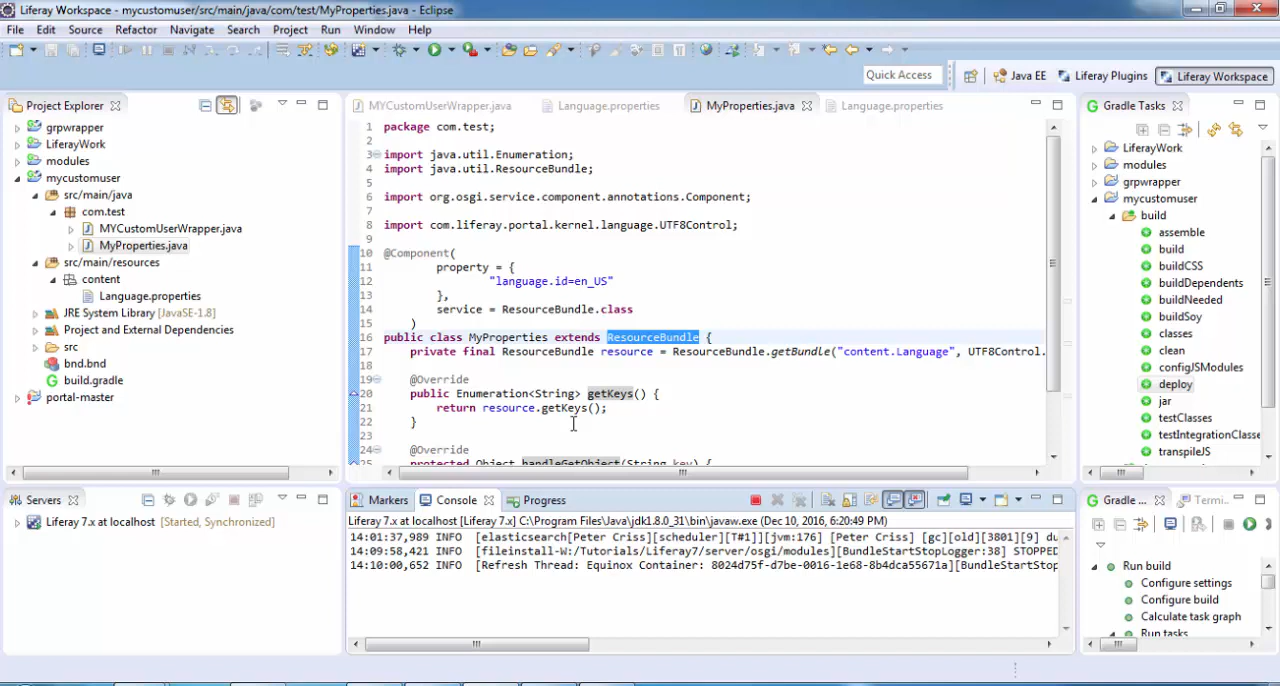 Liferay Workspace - mycustomuser/src/main/java/com/test/MyProperties.java - Eclipse
File Edit Source Refactor Navigate Search Project Run Window Help
Quick Access
Java EE
Liferay Plugins
Liferay Workspace
Project Explorer
grpwrapper
LiferayWork
modules
mycustomuser
src/main/java
com.test
MYCustomUserWrapper.java
MyProperties.java
src/main/resources
content
Language.properties
JRE System Library [JavaSE-1.8]
Project and External Dependencies
src
bnd.bnd
build.gradle
portal-master
MYCustomUserWrapper.java Language.properties MyProperties.java Language.properties
1 package com.test;
2
3 import java.util.Enumeration;
4 import java.util.ResourceBundle;
5
6 import org.osgi.service.component.annotations.Component;
7
8 import com.liferay.portal.kernel.language.UTF8Control;
9
10 @Component(
11 property = {
12 "language.id=en_US"
13 },
14 service = ResourceBundle.class
15 )
16 public class MyProperties extends ResourceBundle {
17 private final ResourceBundle resource = ResourceBundle.getBundle("content.Language", UTF8Control.
18
19 @Override
20 public Enumeration<String> getKeys() {
21 return resource.getKeys();
22 }
23
24 @Override
25 protected Object handleGetObject(String key) {
Gradle Tasks
LiferayWork
modules
grpwrapper
mycustomuser
build
assemble
build
buildCSS
buildDependents
buildNeeded
buildSoy
classes
clean
configJSModules
deploy
jar
testClasses
testIntegrationClasse
transpileJS
Servers
Liferay 7.x at localhost [Started, Synchronized]
Markers Console Progress
Liferay 7.x at localhost [Liferay 7.x] C:\Program Files\Java\jdk1.8.0_31\bin\javaw.exe (Dec 10, 2016, 6:20:49 PM)
14:01:37,989 INFO [elasticsearch[Peter Criss][scheduler][T#1]][jvm:176] [Peter Criss] [gc][old][3801][9] du
14:09:58,421 INFO [fileinstall-W:/Tutorials/Liferay7/server/osgi/modules][BundleStartStopLogger:38] STOPPED
14:10:00,652 INFO [Refresh Thread: Equinox Container: 8024d75f-d7be-0016-1e68-8b4dca55671a][BundleStartStop
Gradle ... Termi...
Run build
Configure settings
Configure build
Calculate task graph
Run tasks